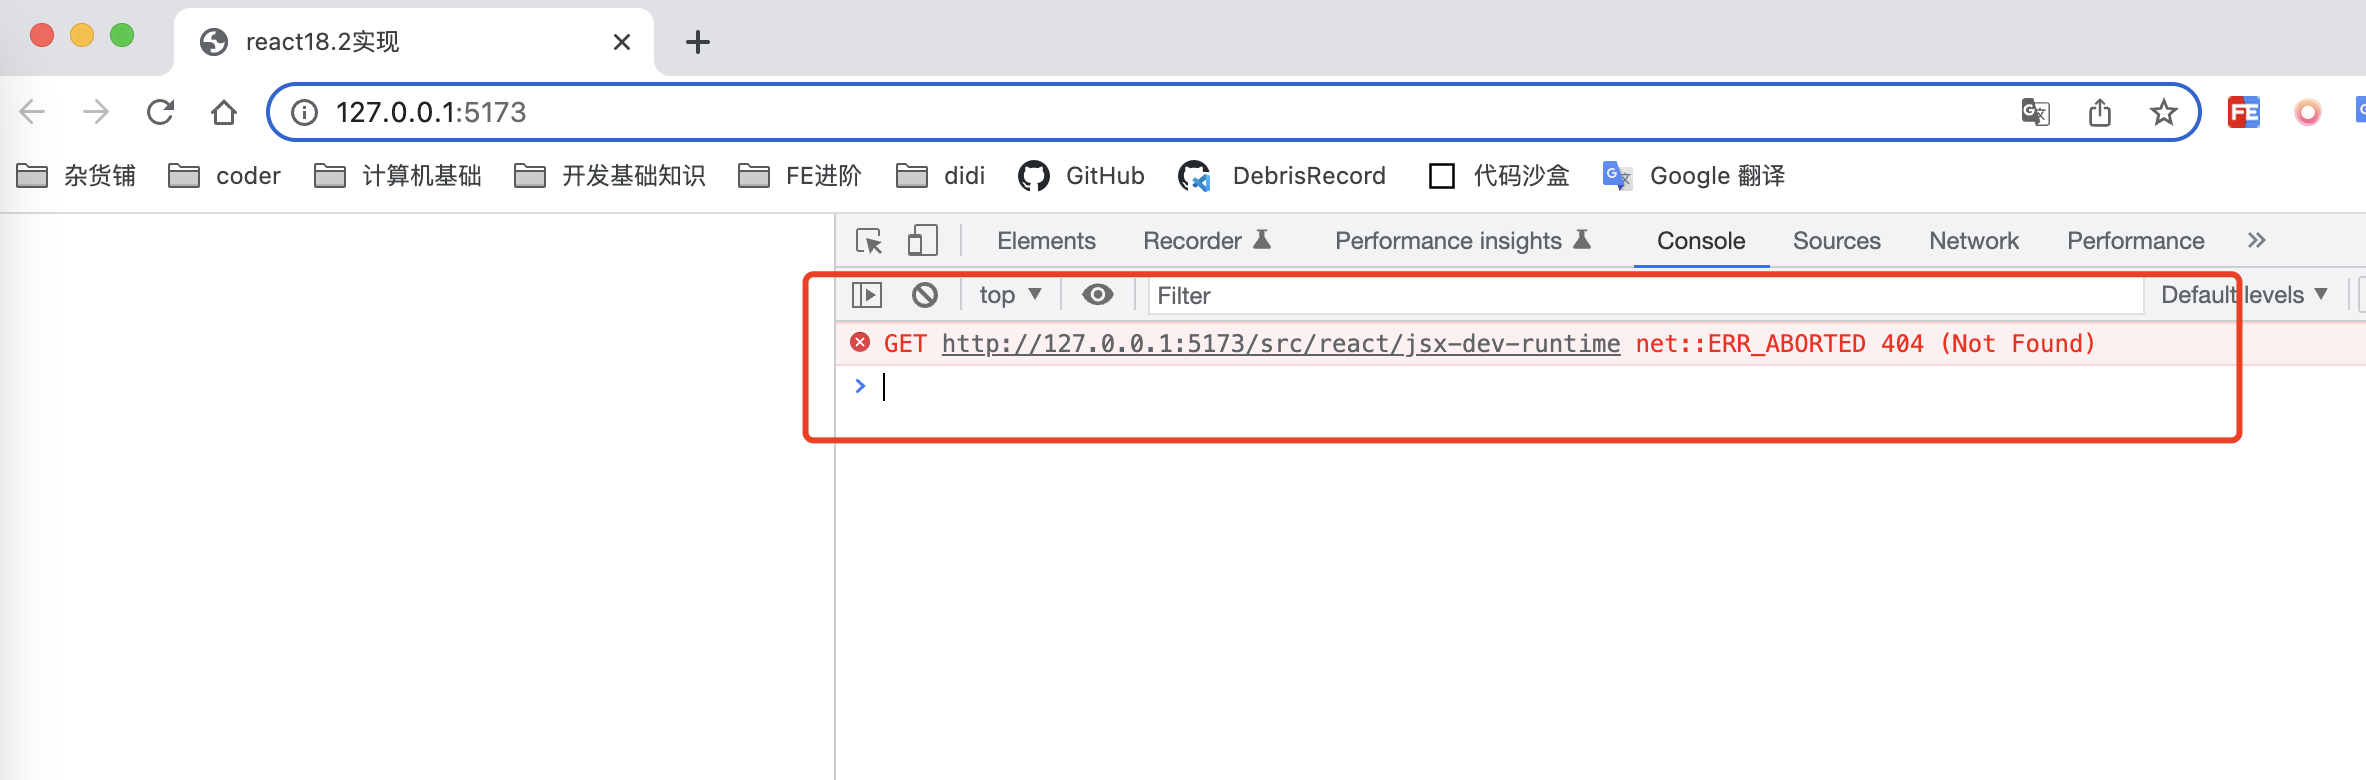 react18.2实现
127.0.0.1:5173
FE
杂货铺 coder 计算机基础 开发基础知识 FE进阶 didi GitHub DebrisRecord 代码沙盒 Google 翻译
Elements Recorder Performance insights Console Sources Network Performance
top Filter Default levels
GET http://127.0.0.1:5173/src/react/jsx-dev-runtime net::ERR_ABORTED 404 (Not Found)